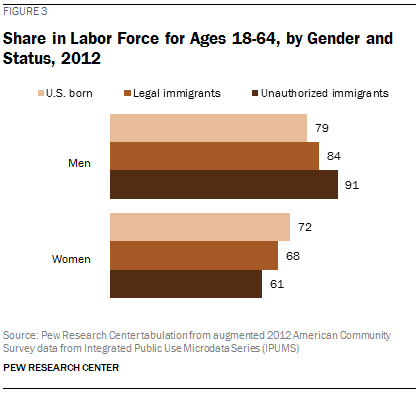 FIGURE 3
Share in Labor Force for Ages 18-64, by Gender and
Status, 2012
U.S. born Legal immigrants Unauthorized immigrants
79
Men 84
91
72
Women 68
61
Source: Pew Research Center tabulation from augmented 2012 American Community
Survey data from Integrated Public Use Microdata Series (IPUMS)
PEW RESEARCH CENTER